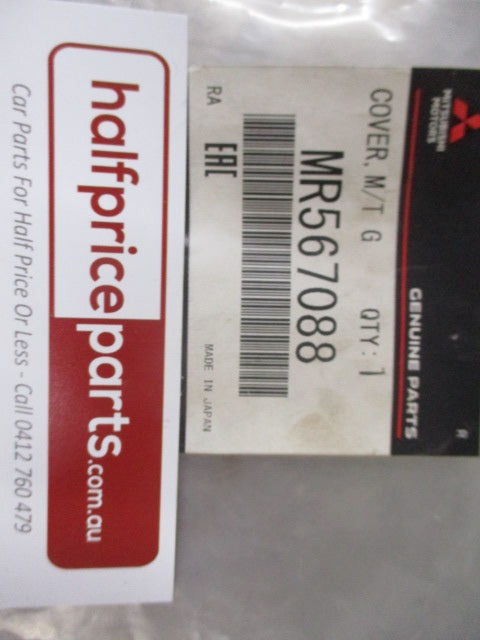 MITSUBISHI
MOTORS
GENUINE PARTS
R
COVER, M/T G QTY: 1
MR567088
RA
EAC
MADE IN JAPAN
halfpriceparts.com.au
Car Parts For Half Price Or Less - Call 0412 760 479